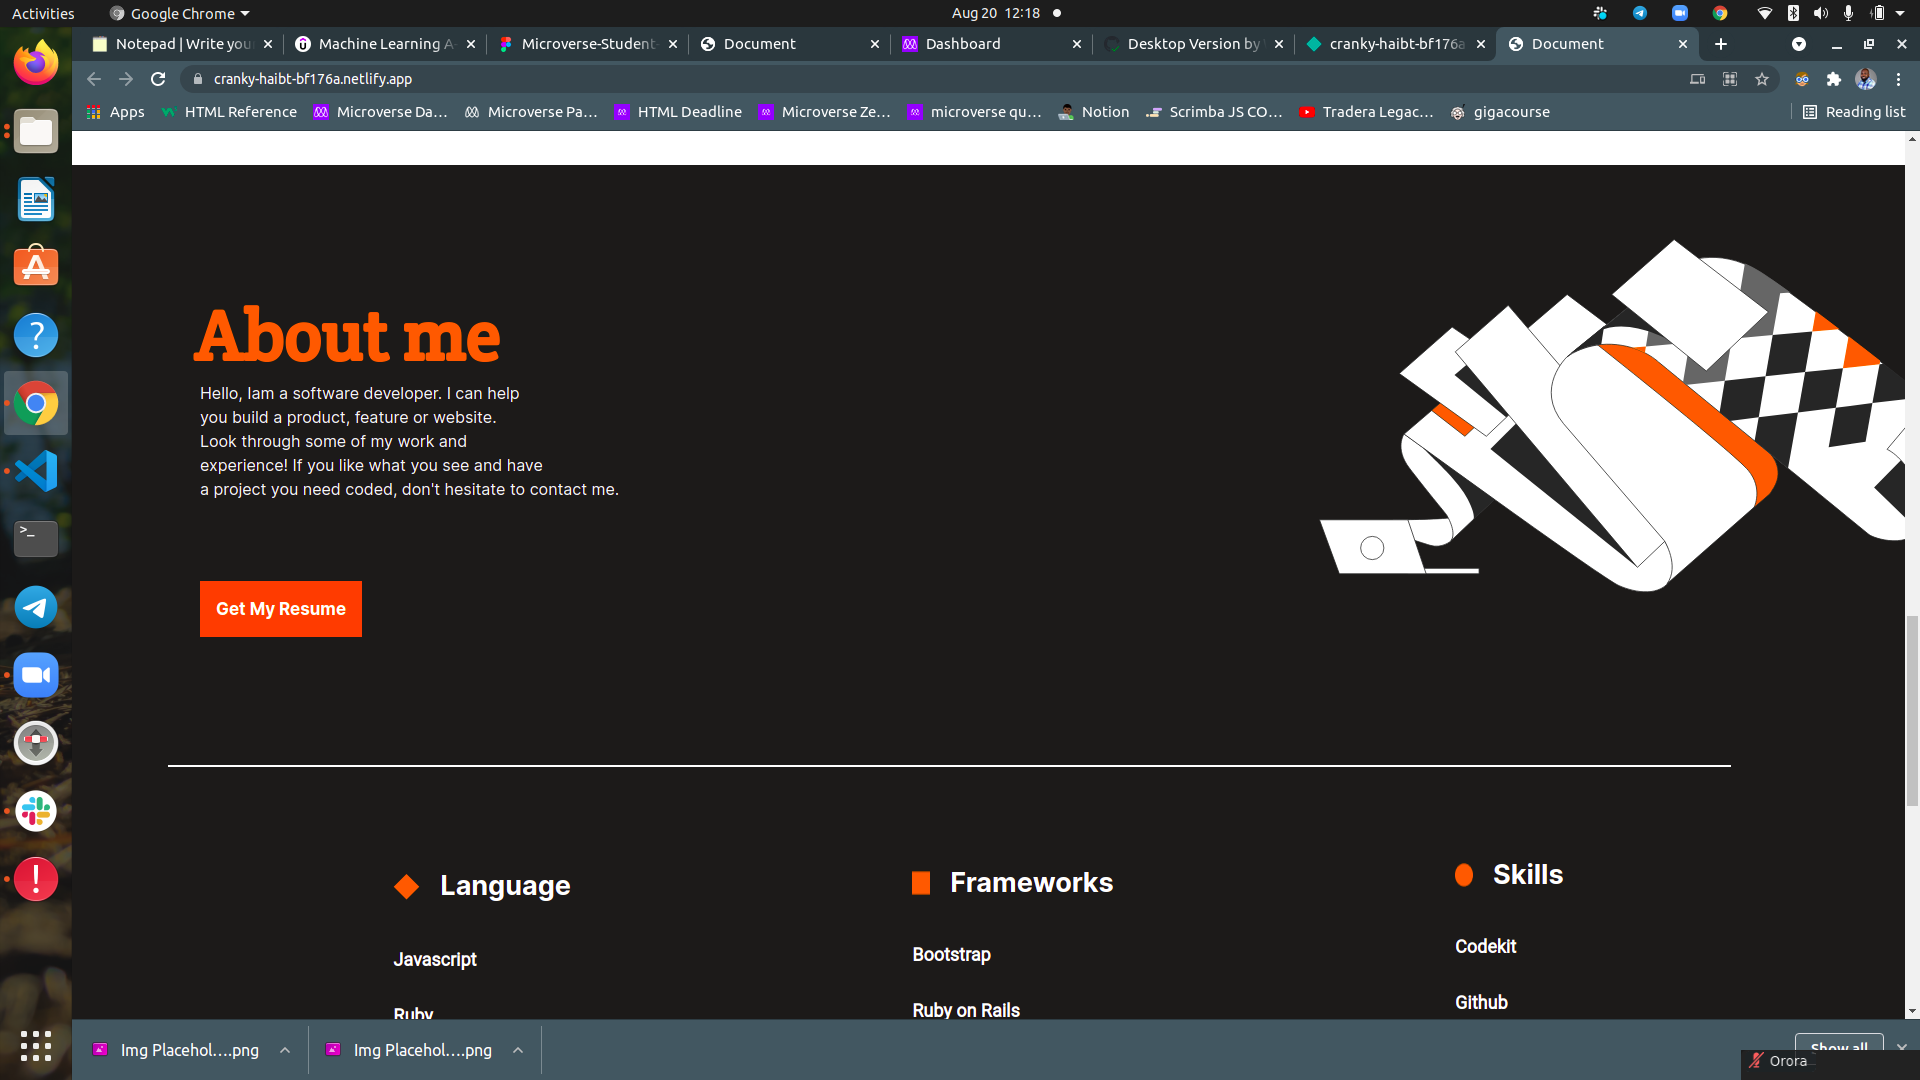 Activities
Google Chrome
Aug 20 12:18
Notepad | Write you
Machine Learning A-
Microverse-Student-
Document
Dashboard
Desktop Version by
cranky-haibt-bf176a
Document
cranky-haibt-bf176a.netlify.app
Apps
HTML Reference
Microverse Da...
Microverse Pa...
HTML Deadline
Microverse Ze...
microverse qu...
Notion
Scrimba JS CO...
Tradera Legac...
gigacourse
Reading list
About me
Hello, Iam a software developer. I can help
you build a product, feature or website.
Look through some of my work and
experience! If you like what you see and have
a project you need coded, don't hesitate to contact me.
Get My Resume
Language
Javascript
Ruby
Frameworks
Bootstrap
Ruby on Rails
Skills
Codekit
Github
Img Placehol....png
Img Placehol....png
Show all
Orora